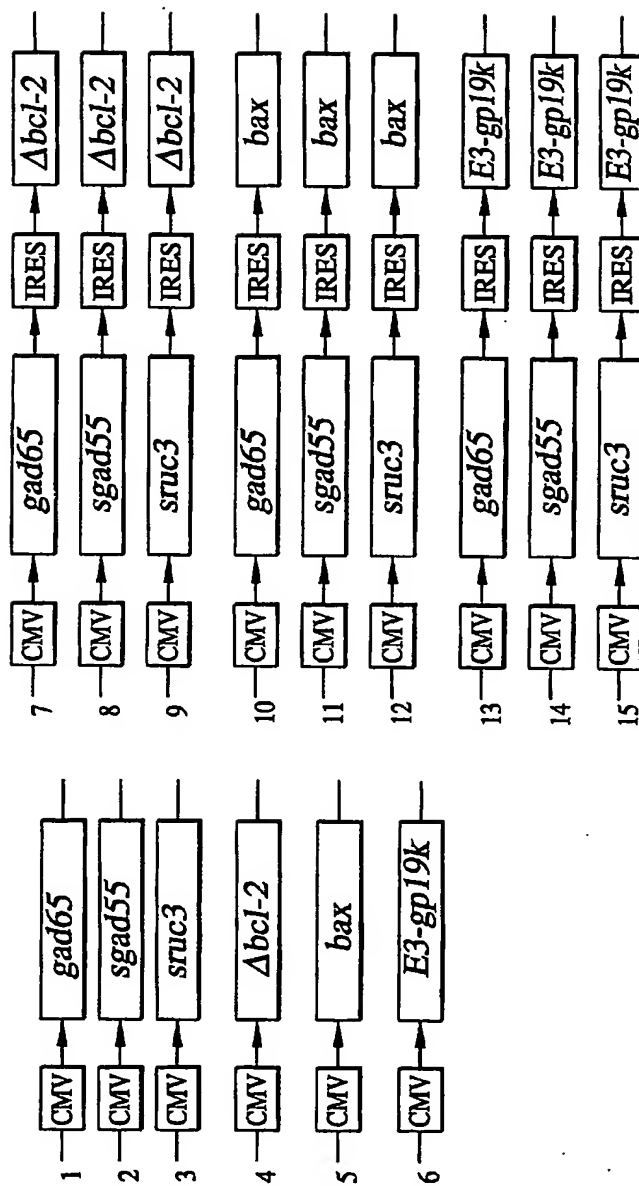 1 CMV gad65
2 CMV sgad55
3 CMV sruc3
4 CMV Δbcl-2
5 CMV bax
6 CMV E3-gp19k
7 CMV gad65 IRES Δbcl-2
8 CMV sgad55 IRES Δbcl-2
9 CMV sruc3 IRES Δbcl-2
10 CMV gad65 IRES bax
11 CMV sgad55 IRES bax
12 CMV sruc3 IRES bax
13 CMV gad65 IRES E3-gp19k
14 CMV sgad55 IRES E3-gp19k
15 CMV sruc3 IRES E3-gp19k